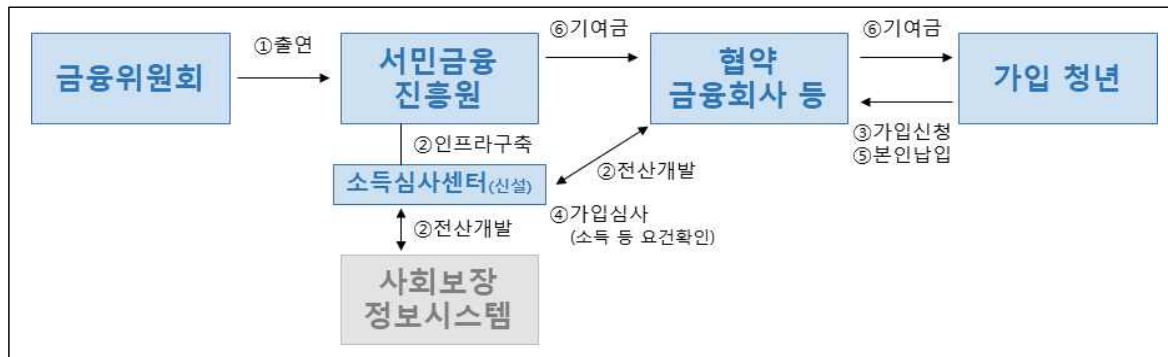 금융위원회
①출연
서민금융
진흥원
⑥기여금
협약
금융회사 등
⑥기여금
가입 청년
③가입신청
⑤본인납입
②인프라구축
소득심사센터(신설)
②전산개발
④가입심사
(소득 등 요건확인)
②전산개발
사회보장
정보시스템